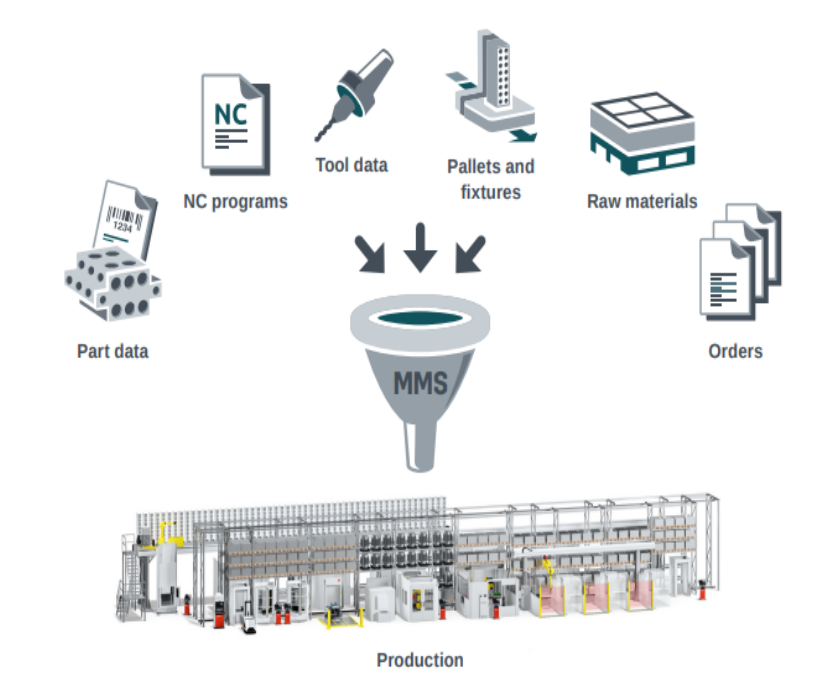 NC
Tool data
Pallets and
fixtures
NC programs
Raw materials
1234
Part data
Orders
MMS
Production